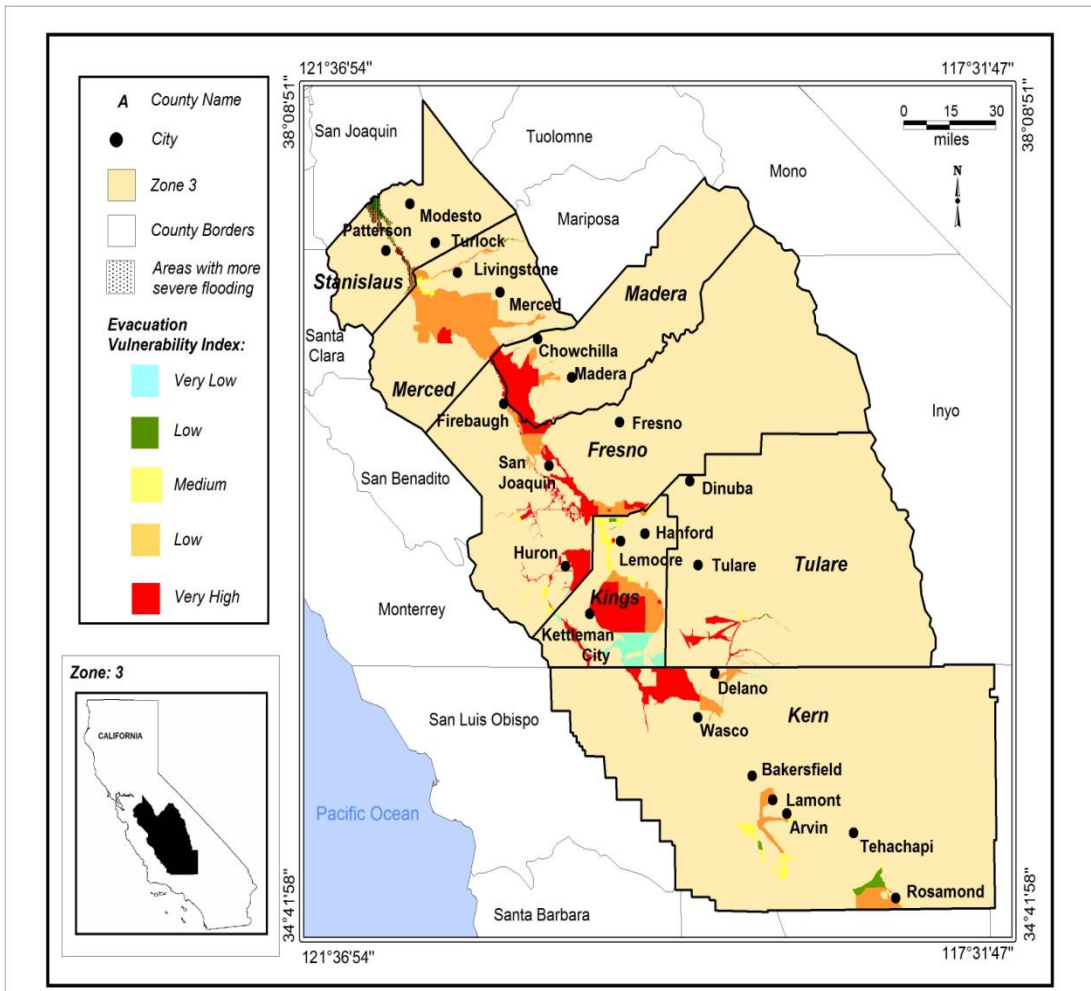 A County Name
City
Zone 3
County Borders
Areas with more
severe flooding
Evacuation
Vulnerability Index:
Very Low
Low
Medium
Low
Very High
Zone: 3
CALIFORNIA
121°36'54"
117°31'47"
38°08'51"
38°08'51"
0 15 30
miles
N
San Joaquin
Tuolomne
Mono
Mariposa
Modesto
Patterson
Turlock
Stanislaus
Livingstone
Merced
Madera
Santa
Clara
Chowchilla
Madera
Merced
Firebaugh
Inyo
Fresno
Fresno
San
Joaquin
San Benadito
Dinuba
Hanford
Lemoore
Huron
Tulare
Tulare
Kings
Monterrey
Kettleman
City
Delano
San Luis Obispo
Kern
Wasco
Bakersfield
Pacific Ocean
Lamont
Arvin
Tehachapi
Rosamond
Santa Barbara
34°41'58"
34°41'58"
121°36'54"
117°31'47"